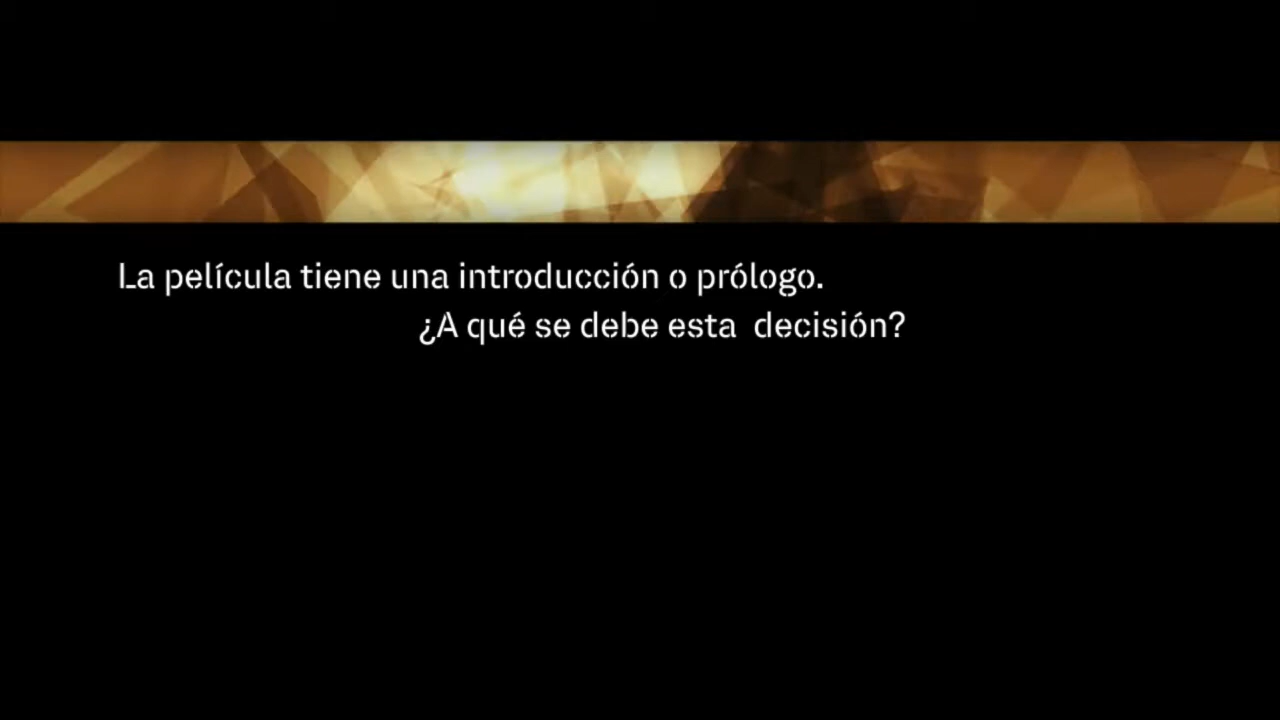 La película tiene una introducción o prólogo.
¿A qué se debe esta decisión?